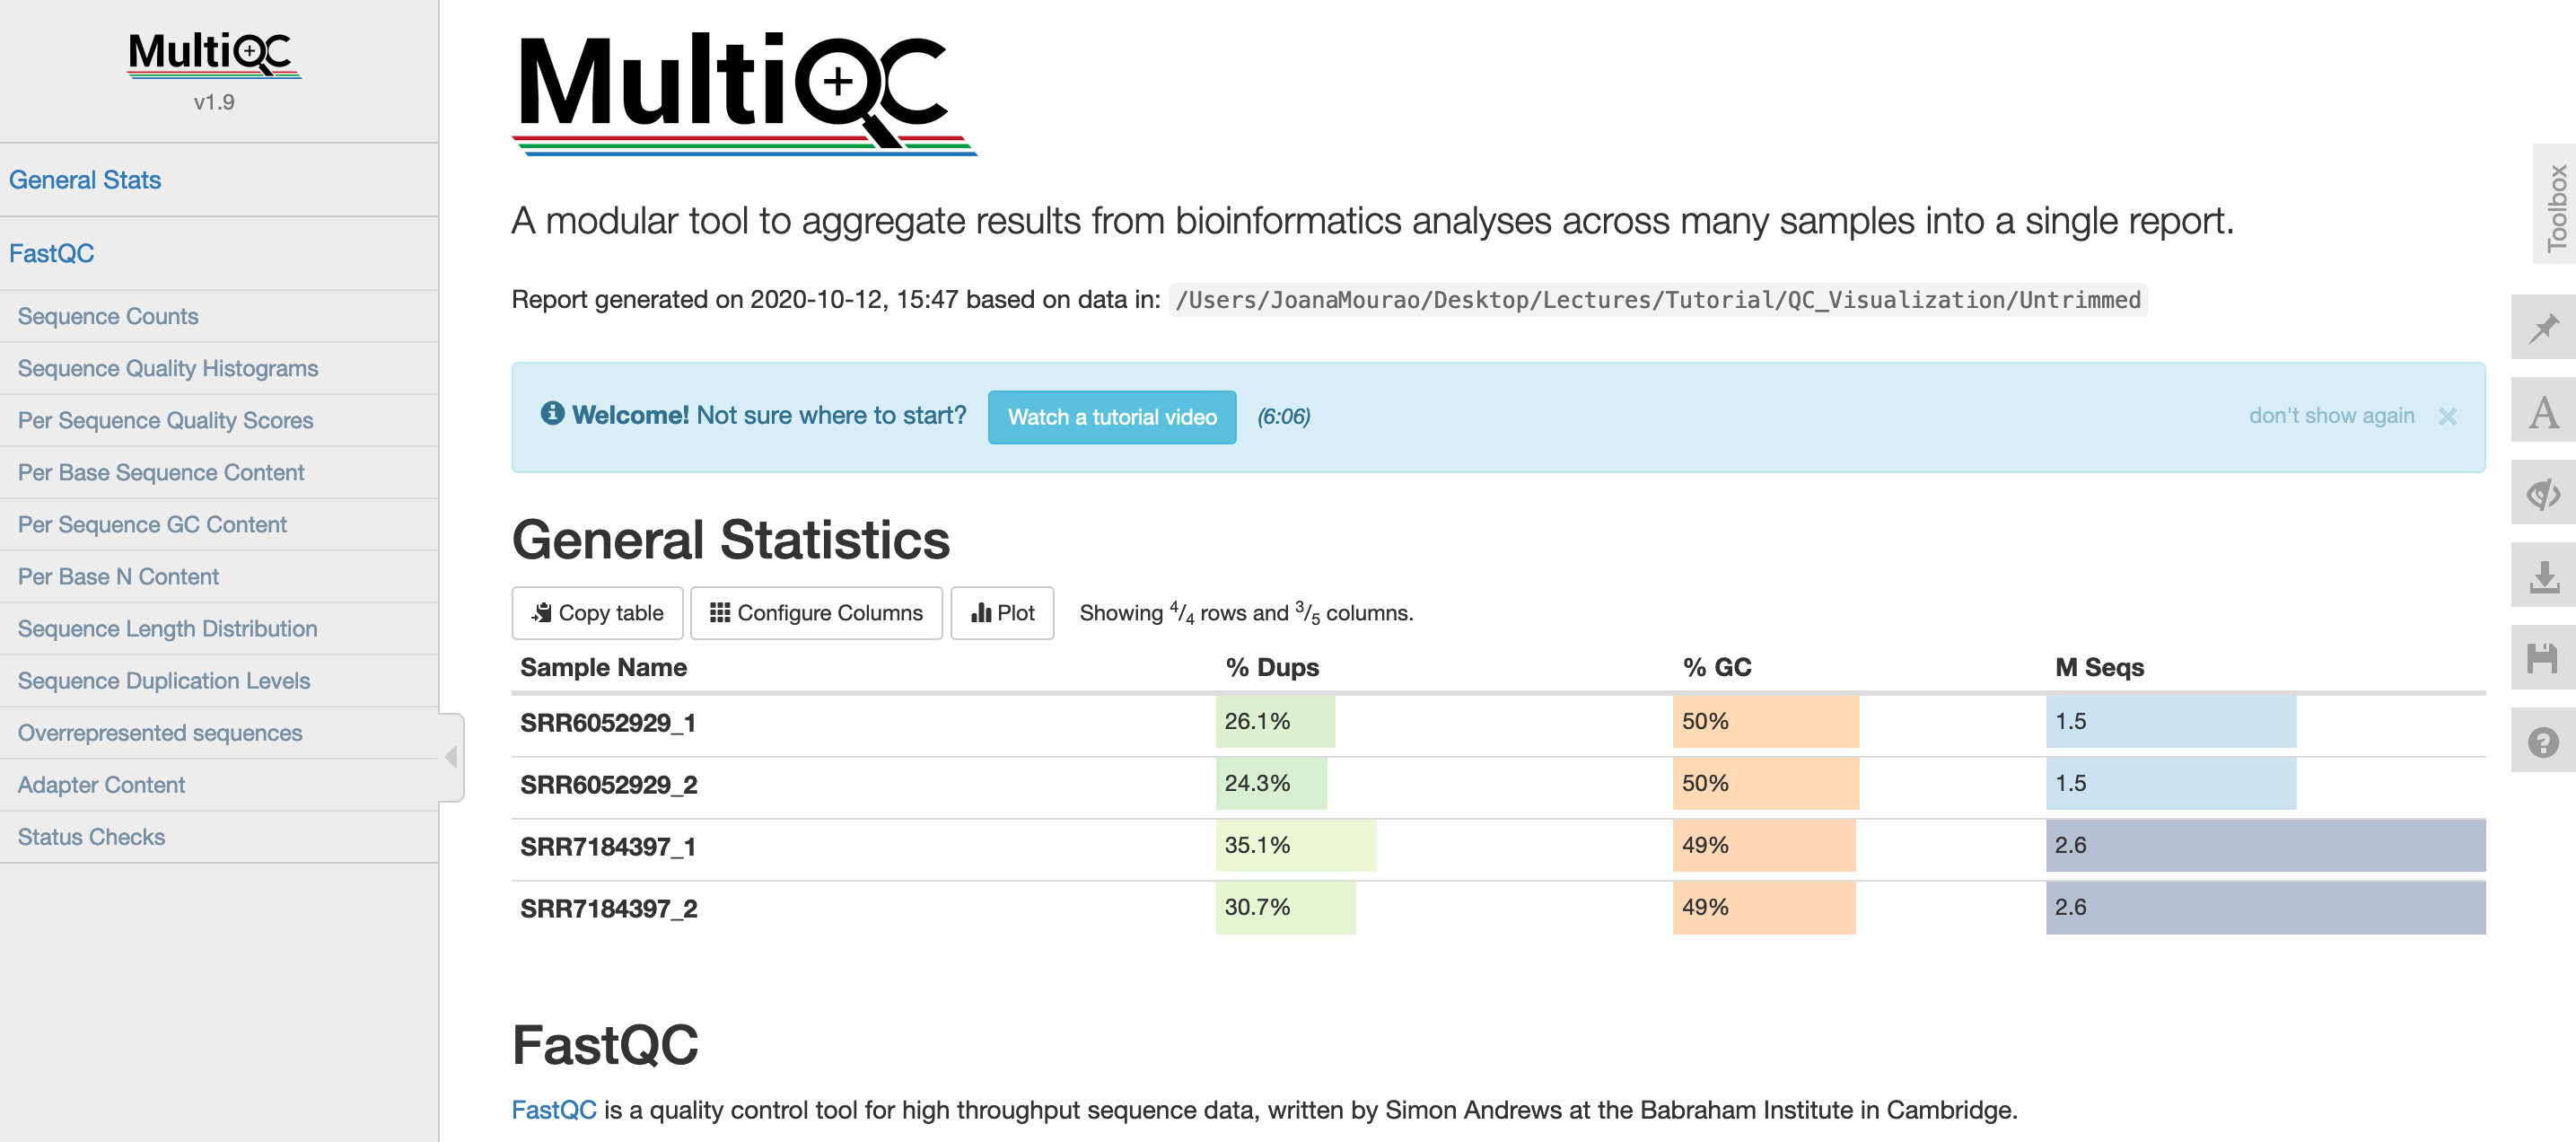 MultiQC
v1.9
General Stats
FastQC
Sequence Counts
Sequence Quality Histograms
Per Sequence Quality Scores
Per Base Sequence Content
Per Sequence GC Content
Per Base N Content
Sequence Length Distribution
Sequence Duplication Levels
Overrepresented sequences
Adapter Content
Status Checks
MultiQC
A modular tool to aggregate results from bioinformatics analyses across many samples into a single report.
Report generated on 2020-10-12, 15:47 based on data in: /Users/JoanaMourao/Desktop/Lectures/Tutorial/QC_Visualization/Untrimmed
Welcome! Not sure where to start? Watch a tutorial video (6:06) don't show again ×
General Statistics
Copy table Configure Columns Plot Showing 4/4 rows and 3/5 columns.
Sample Name % Dups % GC M Seqs
SRR6052929_1 26.1% 50% 1.5
SRR6052929_2 24.3% 50% 1.5
SRR7184397_1 35.1% 49% 2.6
SRR7184397_2 30.7% 49% 2.6
FastQC
FastQC is a quality control tool for high throughput sequence data, written by Simon Andrews at the Babraham Institute in Cambridge.
Toolbox
A